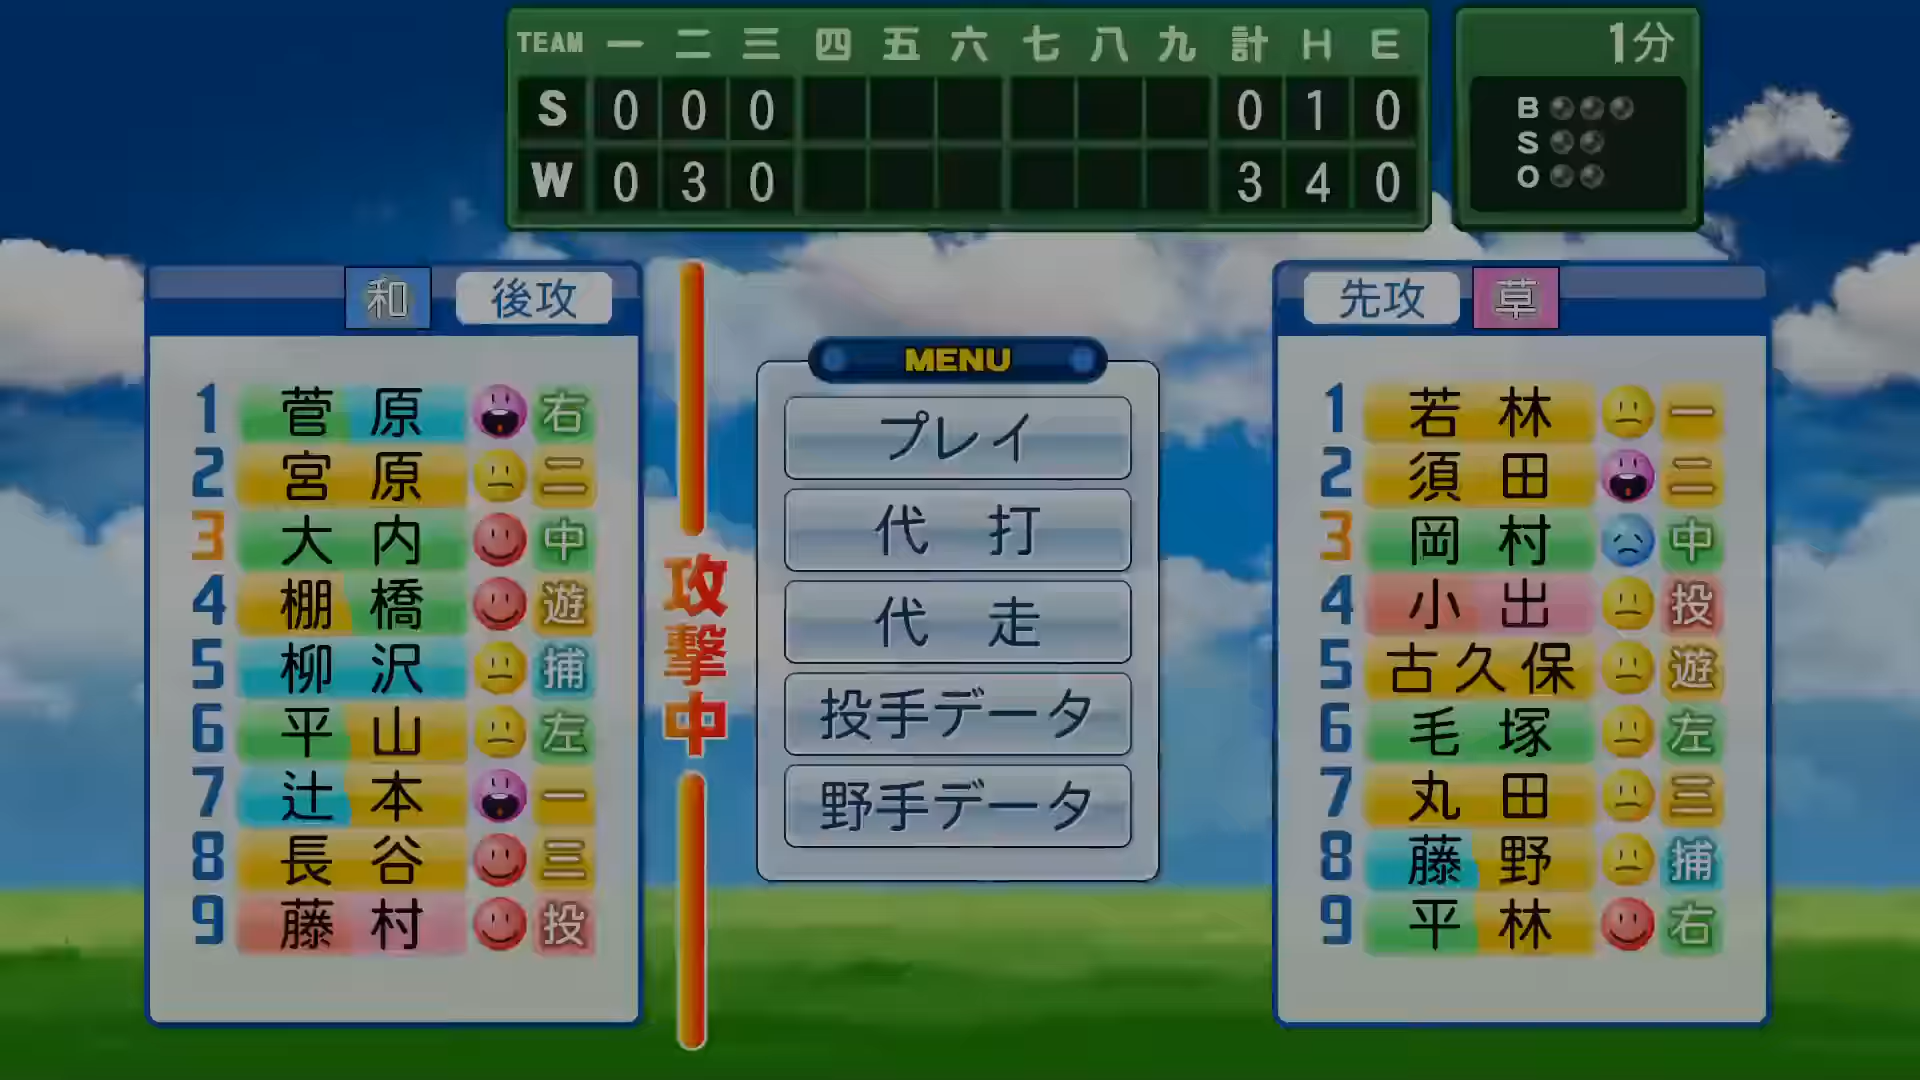 TEAM 一 二 三 四 五 六 七 八 九 計 H E
S 0 0 0 0 1 0
W 0 3 0 3 4 0
1分
B
S
O
和 後攻
1 菅原 右
2 宮原 二
3 大内 中
4 棚橋 遊
5 柳沢 捕
6 平山 左
7 辻本 一
8 長谷 三
9 藤村 投
攻撃中
MENU
プレイ
代打
代走
投手データ
野手データ
先攻 草
1 若林 一
2 須田 二
3 岡村 中
4 小出 投
5 古久保 遊
6 毛塚 左
7 丸田 三
8 藤野 捕
9 平林 右